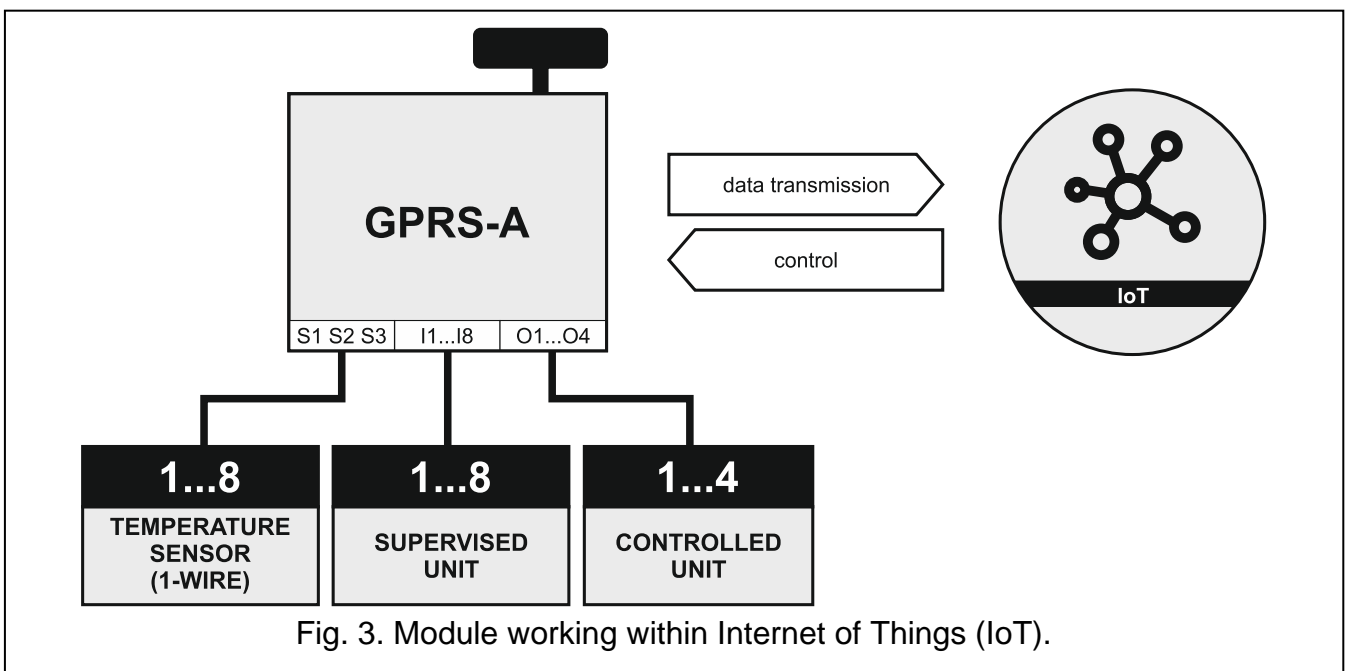 GPRS-A
data transmission
control
IoT
S1 S2 S3
I1...I8
O1...O4
1...8
TEMPERATURE
SENSOR
(1-WIRE)
1...8
SUPERVISED
UNIT
1...4
CONTROLLED
UNIT
Fig. 3. Module working within Internet of Things (IoT).